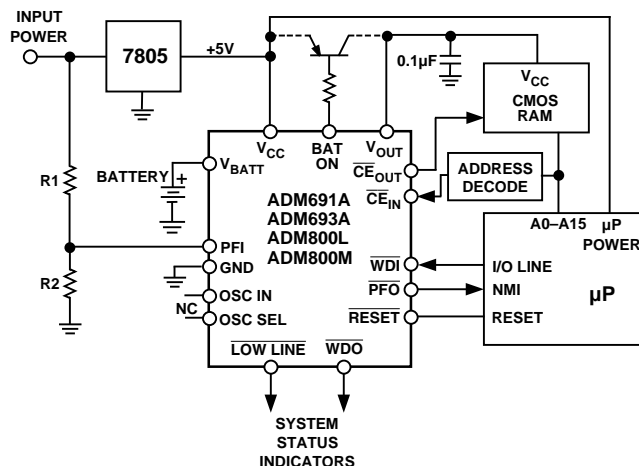 INPUT
POWER
7805
+5V
0.1µF
VCC
CMOS
RAM
VCC
BAT
ON
VOUT
VBATT
CEOUT
CEIN
ADDRESS
DECODE
R1
BATTERY
+
ADM691A
ADM693A
ADM800L
ADM800M
A0–A15
µP
POWER
PFI
GND
WDI
I/O LINE
R2
OSC IN
NC
OSC SEL
PFO
NMI
µP
RESET
RESET
LOW LINE
WDO
SYSTEM
STATUS
INDICATORS